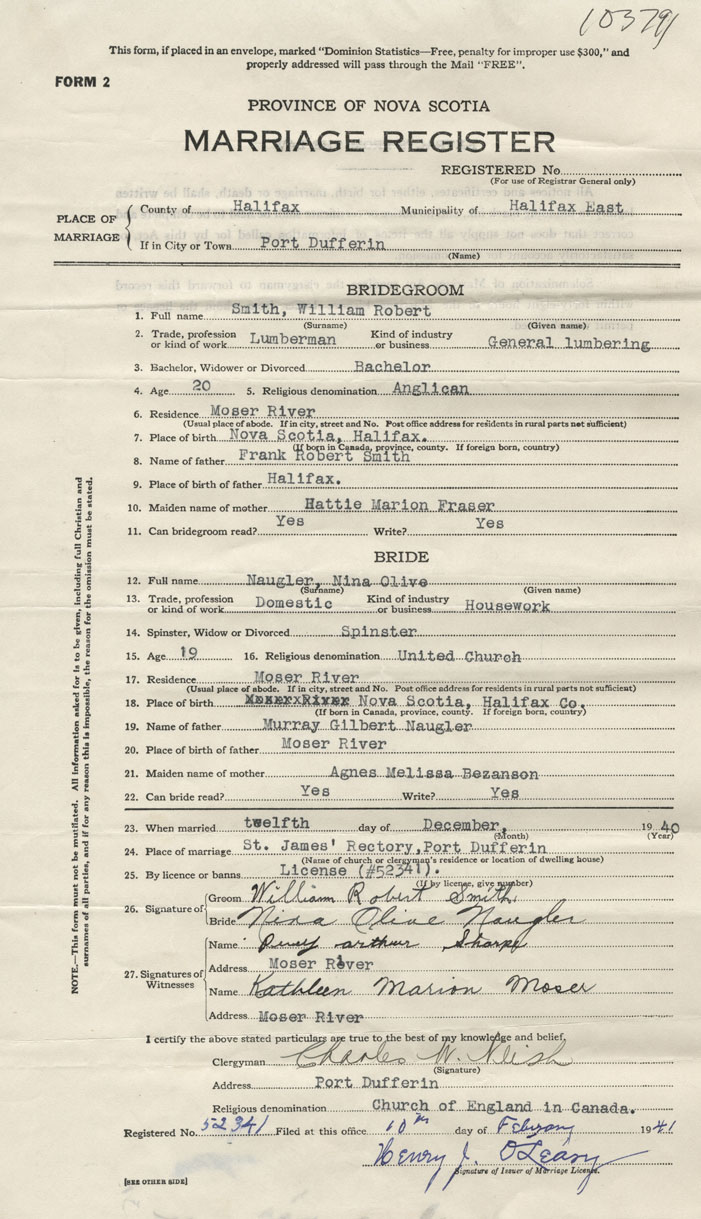 10379
This form, if placed in an envelope, marked "Dominion Statistics—Free, penalty for improper use $300," and
properly addressed will pass through the Mail "FREE".
FORM 2
PROVINCE OF NOVA SCOTIA
MARRIAGE REGISTER
REGISTERED No.
(For use of Registrar General only)
PLACE OF MARRIAGE
County of Halifax Municipality of Halifax East
If in City or Town Port Dufferin
(Name)
BRIDEGROOM
1. Full name Smith, William Robert
(Surname) (Given name)
2. Trade, profession or kind of work Lumberman Kind of industry or business General lumbering
3. Bachelor, Widower or Divorced Bachelor
4. Age 20 5. Religious denomination Anglican
6. Residence Moser River
(Usual place of abode. If in city, street and No. Post office address for residents in rural parts not sufficient)
7. Place of birth Nova Scotia, Halifax.
(If born in Canada, province, county. If foreign born, country)
8. Name of father Frank Robert Smith
9. Place of birth of father Halifax.
10. Maiden name of mother Hattie Marion Fraser
11. Can bridegroom read? Yes Write? Yes
BRIDE
12. Full name Naugler, Nina Olive
(Surname) (Given name)
13. Trade, profession or kind of work Domestic Kind of industry or business Housework
14. Spinster, Widow or Divorced Spinster
15. Age 19 16. Religious denomination United Church
17. Residence Moser River
(Usual place of abode. If in city, street and No. Post office address for residents in rural parts not sufficient)
18. Place of birth Nova Scotia, Halifax Co.
(If born in Canada, province, county. If foreign born, country)
19. Name of father Murray Gilbert Naugler
20. Place of birth of father Moser River
21. Maiden name of mother Agnes Melissa Bezanson
22. Can bride read? Yes Write? Yes
23. When married twelfth day of December, 1940
(Month) (Year)
24. Place of marriage St. James' Rectory, Port Dufferin
(Name of church or clergyman's residence or location of dwelling house)
25. By licence or banns License (#52341).
(If by license, give number)
26. Signature of
Groom William Robert Smith
Bride Nina Olive Naugler
27. Signatures of Witnesses
Name Percy arthur Sharpe
Address Moser River
Name Kathleen Marion Moser
Address Moser River
I certify the above stated particulars are true to the best of my knowledge and belief.
Clergyman Charles W. Neish
(Signature)
Address Port Dufferin
Religious denomination Church of England in Canada.
Registered No. 52341 Filed at this office 10th day of February 1941
Henry J. O'Leary
Signature of Issuer of Marriage License.
[SEE OTHER SIDE]
NOTE.—This form must not be mutilated. All information asked for is to be given, including full Christian and
surnames of all parties, and if for any reason this is impossible, the reason for the omission must be stated.